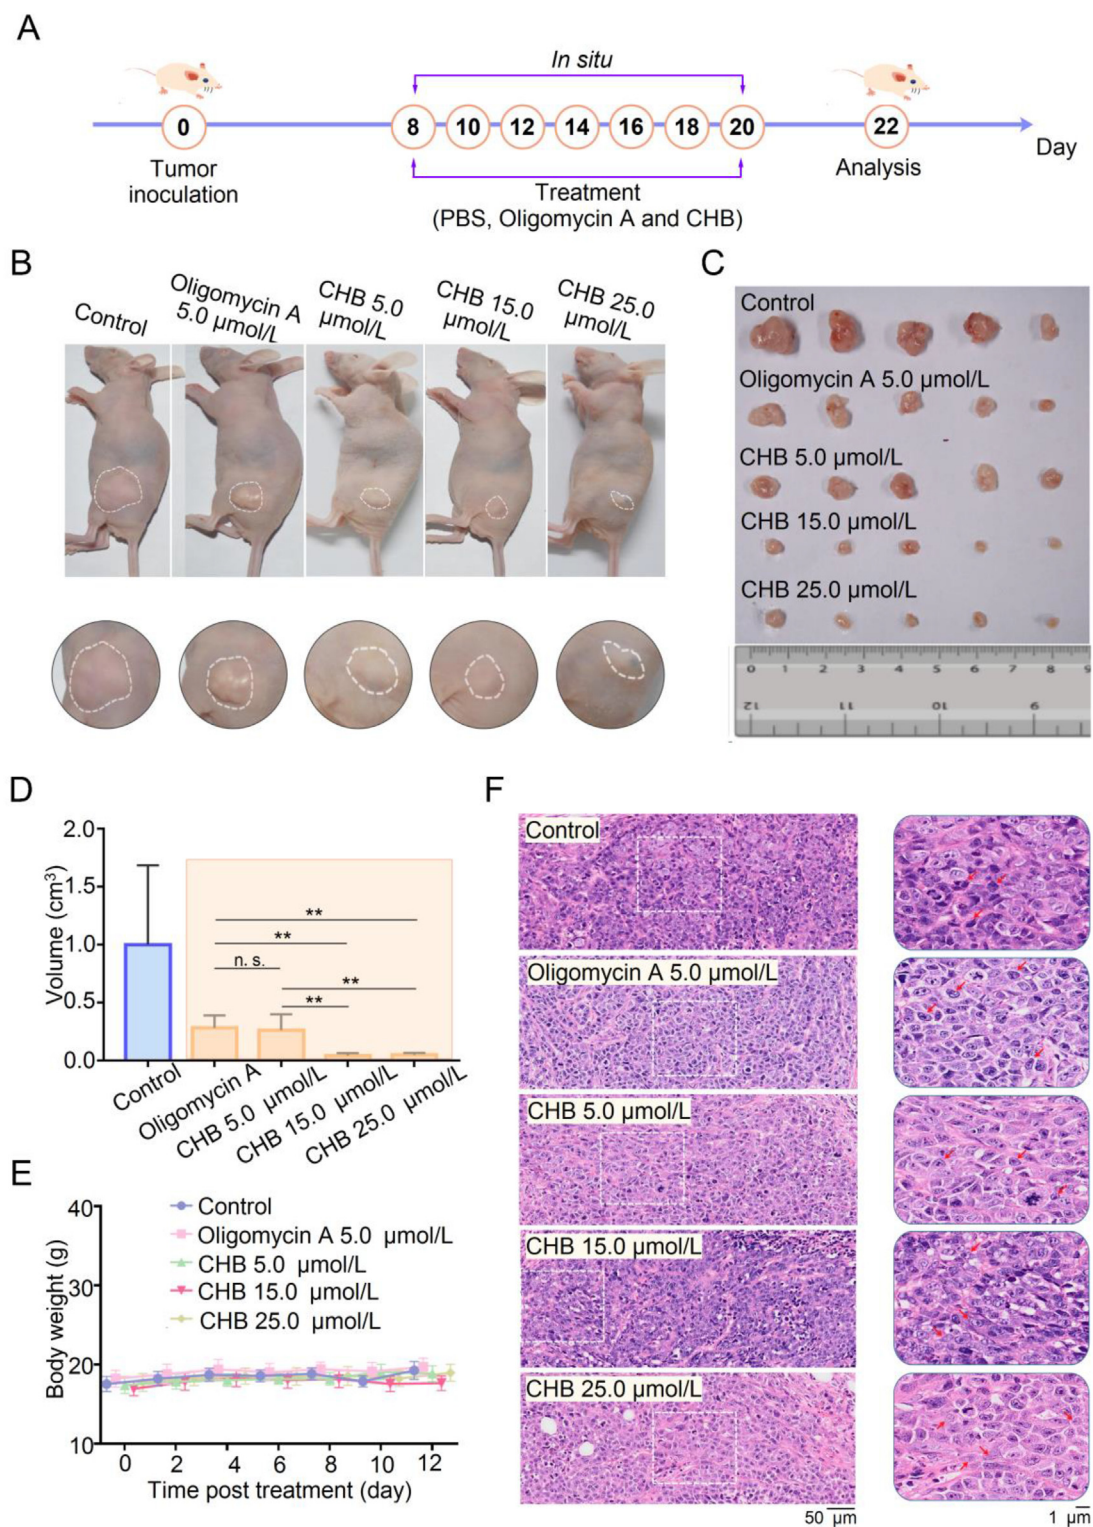 A
In situ
0 8 10 12 14 16 18 20 22
Day
Tumor
inoculation
Analysis
Treatment
(PBS, Oligomycin A and CHB)
B
Control
Oligomycin A
5.0 µmol/L
CHB 5.0
µmol/L
CHB 15.0
µmol/L
CHB 25.0
µmol/L
C
Control
Oligomycin A 5.0 µmol/L
CHB 5.0 µmol/L
CHB 15.0 µmol/L
CHB 25.0 µmol/L
0 1 2 3 4 5 6 7 8 9
12 11 10 9
D
Volume (cm³)
2.0
1.5
1.0
0.5
0.0
**
**
n. s.
**
**
Control
Oligomycin A
CHB 5.0 µmol/L
CHB 15.0 µmol/L
CHB 25.0 µmol/L
E
Body weight (g)
40
30
20
10
Control
Oligomycin A 5.0 µmol/L
CHB 5.0 µmol/L
CHB 15.0 µmol/L
CHB 25.0 µmol/L
0 2 4 6 8 10 12
Time post treatment (day)
F
Control
Oligomycin A 5.0 µmol/L
CHB 5.0 µmol/L
CHB 15.0 µmol/L
CHB 25.0 µmol/L
50 µm
1 µm